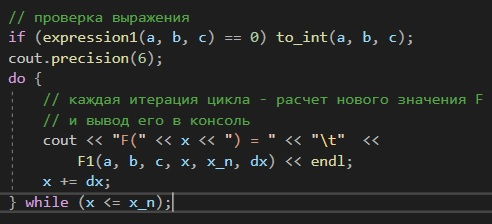 // проверка выражения
if (expression1(a, b, c) == 0) to_int(a, b, c);
cout.precision(6);
do {
// каждая итерация цикла - расчет нового значения F
// и вывод его в консоль
cout << "F(" << x << ") = " << "\t" <<
F1(a, b, c, x, x_n, dx) << endl;
x += dx;
} while (x <= x_n);